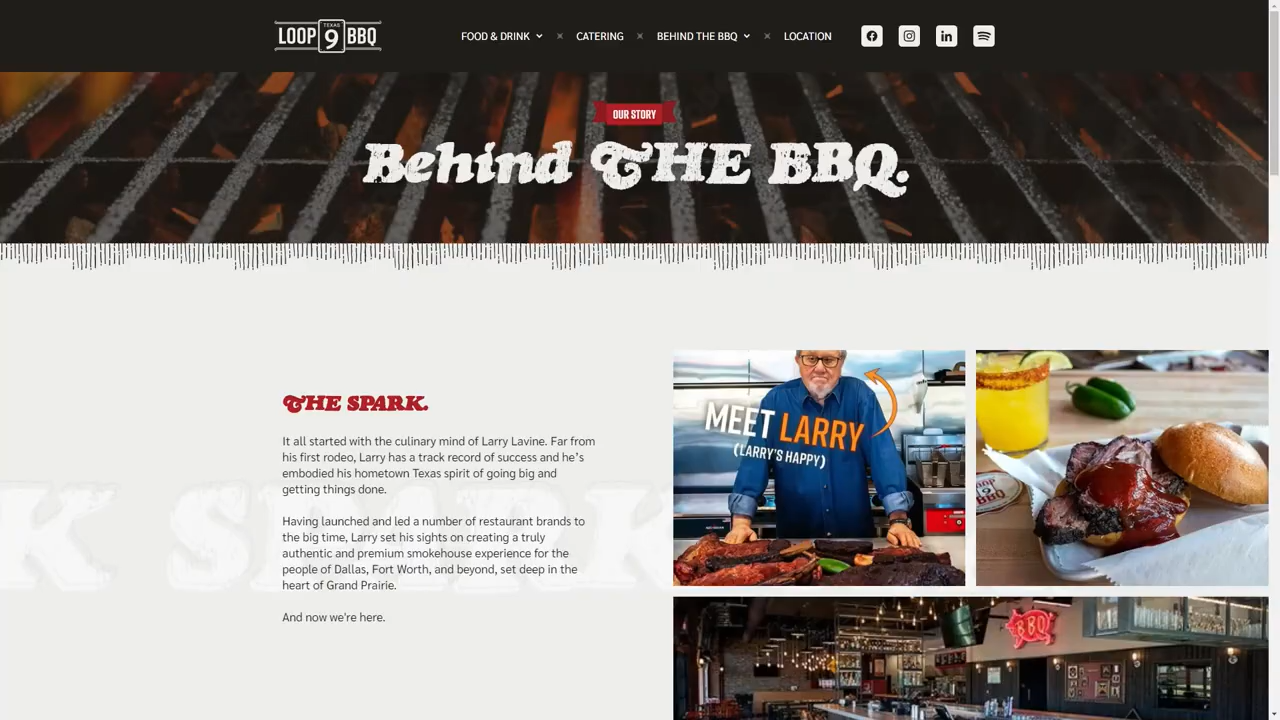 LOOP TEXAS 9 BBQ
FOOD & DRINK
CATERING
BEHIND THE BBQ
LOCATION
OUR STORY
Behind THE BBQ.
THE SPARK.
It all started with the culinary mind of Larry Lavine. Far from
his first rodeo, Larry has a track record of success and he's
embodied his hometown Texas spirit of going big and
getting things done.
Having launched and led a number of restaurant brands to
the big time, Larry set his sights on creating a truly
authentic and premium smokehouse experience for the
people of Dallas, Fort Worth, and beyond, set deep in the
heart of Grand Prairie.
And now we're here.
K SPARK
MEET LARRY
(LARRY'S HAPPY)
LOOP
9 BBQ
BBQ